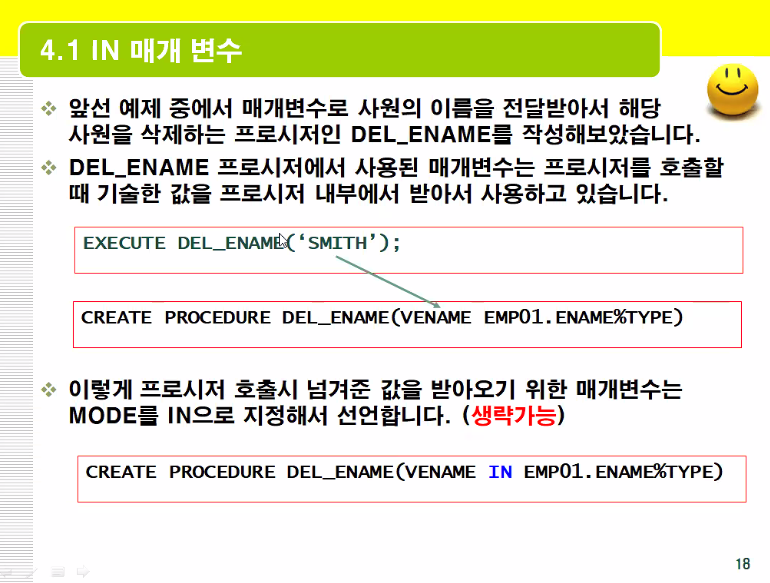 4.1 IN 매개 변수
앞선 예제 중에서 매개변수로 사원의 이름을 전달받아서 해당
사원을 삭제하는 프로시저인 DEL_ENAME를 작성해보았습니다.
DEL_ENAME 프로시저에서 사용된 매개변수는 프로시저를 호출할
때 기술한 값을 프로시저 내부에서 받아서 사용하고 있습니다.
EXECUTE DEL_ENAME(‘SMITH’);
CREATE PROCEDURE DEL_ENAME(VENAME EMP01.ENAME%TYPE)
이렇게 프로시저 호출시 넘겨준 값을 받아오기 위한 매개변수는
MODE를 IN으로 지정해서 선언합니다. (생략가능)
CREATE PROCEDURE DEL_ENAME(VENAME IN EMP01.ENAME%TYPE)
18